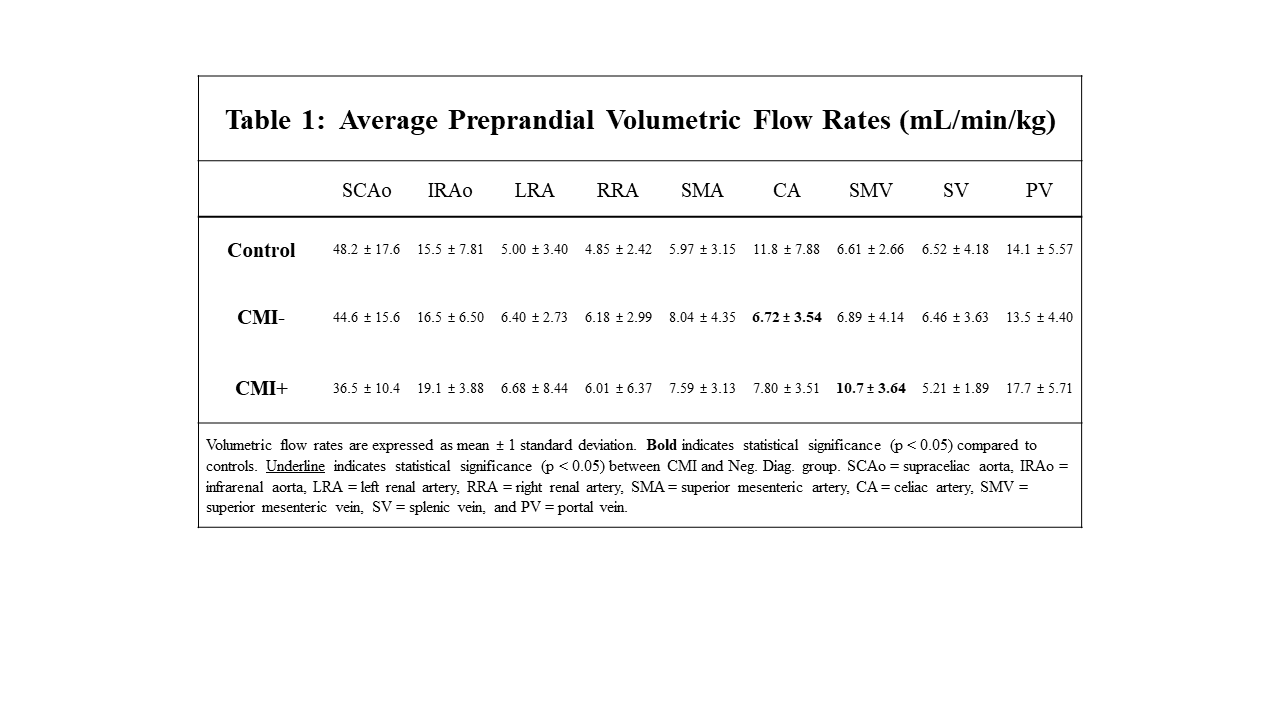 Table 1: Average Preprandial Volumetric Flow Rates (mL/min/kg)
SCAo IRAo LRA RRA SMA CA SMV SV PV
Control 48.2 ± 17.6 15.5 ± 7.81 5.00 ± 3.40 4.85 ± 2.42 5.97 ± 3.15 11.8 ± 7.88 6.61 ± 2.66 6.52 ± 4.18 14.1 ± 5.57
CMI- 44.6 ± 15.6 16.5 ± 6.50 6.40 ± 2.73 6.18 ± 2.99 8.04 ± 4.35 6.72 ± 3.54 6.89 ± 4.14 6.46 ± 3.63 13.5 ± 4.40
CMI+ 36.5 ± 10.4 19.1 ± 3.88 6.68 ± 8.44 6.01 ± 6.37 7.59 ± 3.13 7.80 ± 3.51 10.7 ± 3.64 5.21 ± 1.89 17.7 ± 5.71
Volumetric flow rates are expressed as mean ± 1 standard deviation. Bold indicates statistical significance (p < 0.05) compared to
controls. Underline indicates statistical significance (p < 0.05) between CMI and Neg. Diag. group. SCAo = supraceliac aorta, IRAo =
infrarenal aorta, LRA = left renal artery, RRA = right renal artery, SMA = superior mesenteric artery, CA = celiac artery, SMV =
superior mesenteric vein, SV = splenic vein, and PV = portal vein.